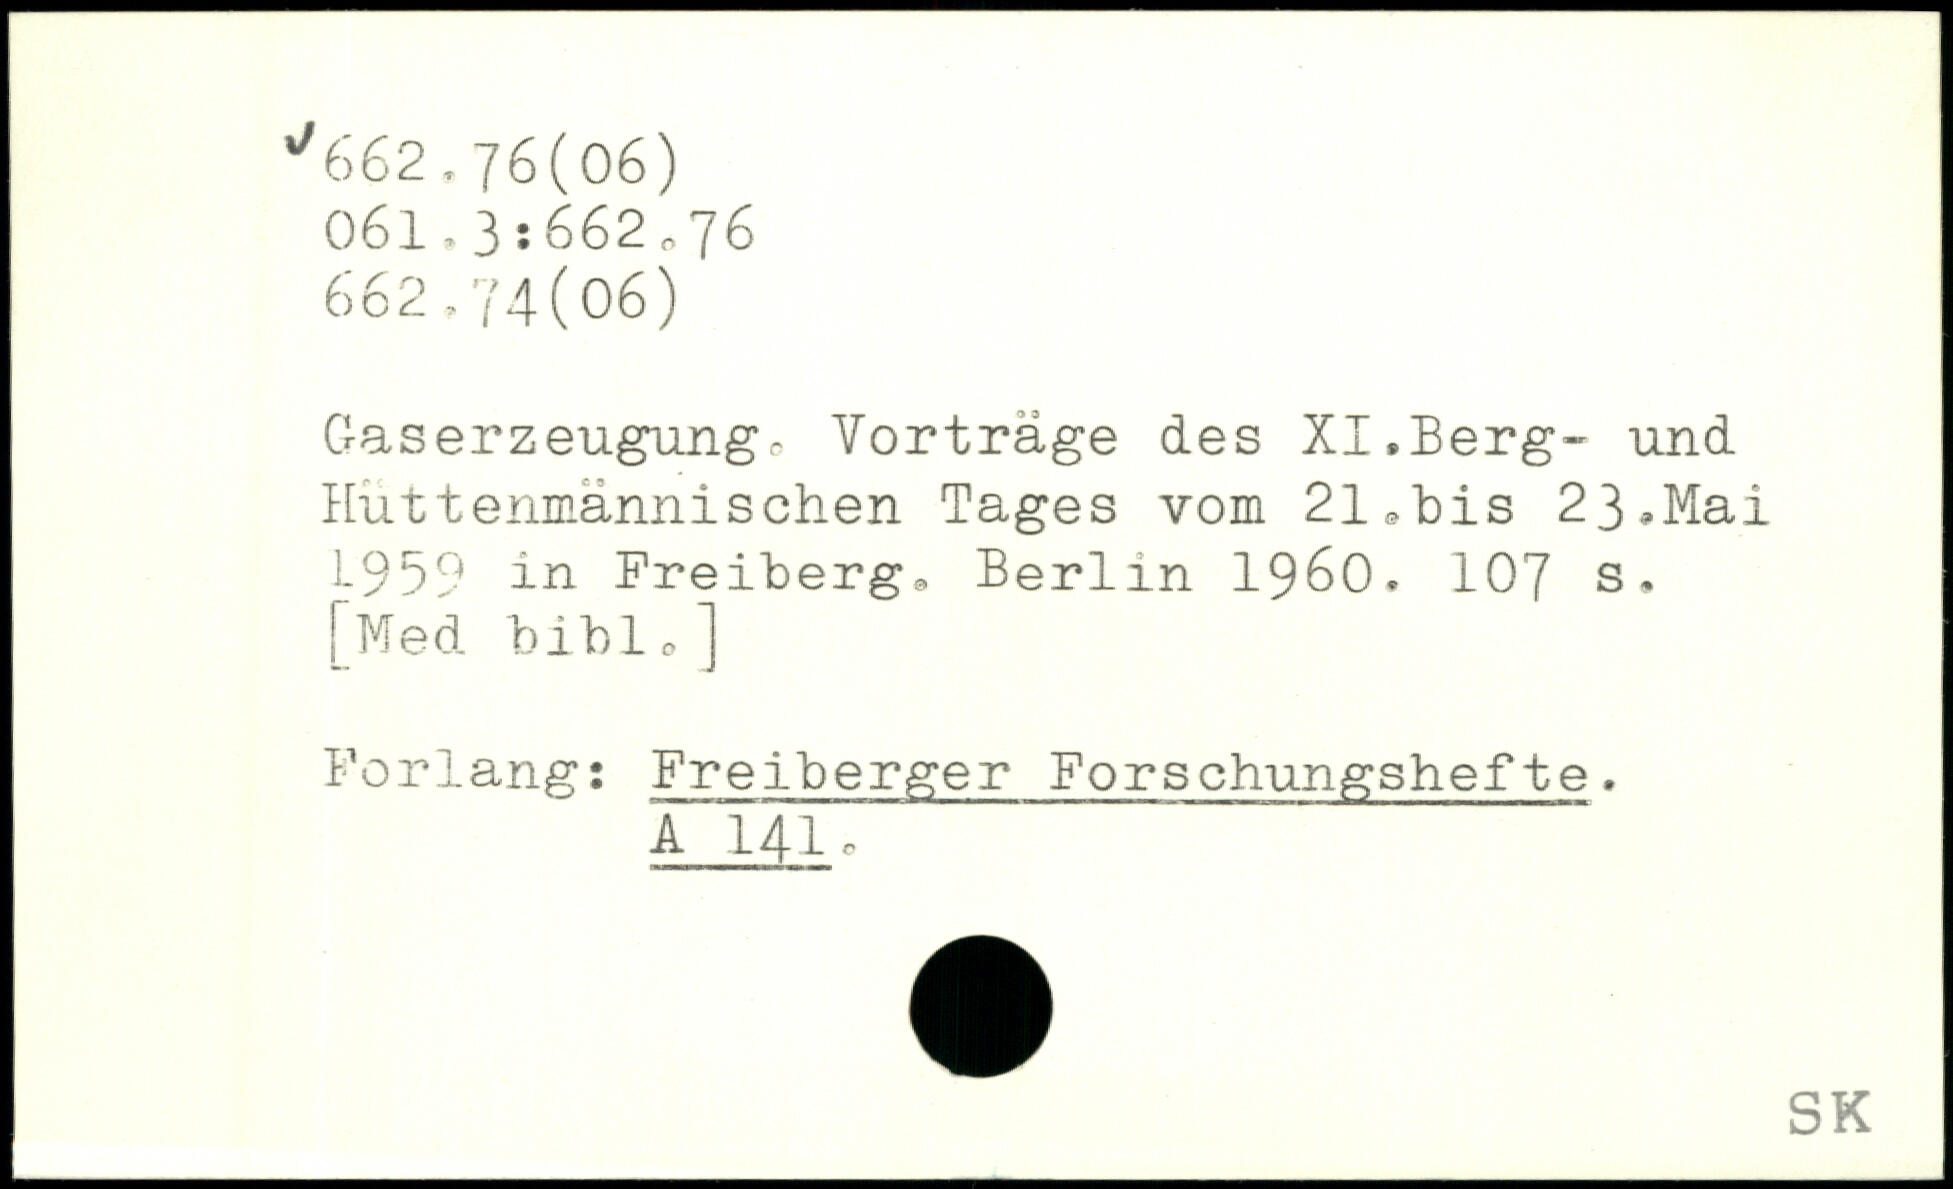 662.76(06)
061.3:662.76
662.74(06)
Gaserzeugung. Vorträge des XI.Berg- und
Hüttenmännischen Tages vom 21.bis 23.Mai
1959 in Freiberg. Berlin 1960. 107 s.
[Med bibl.]
Forlang: Freiberger Forschungshefte.
A 141.
SK